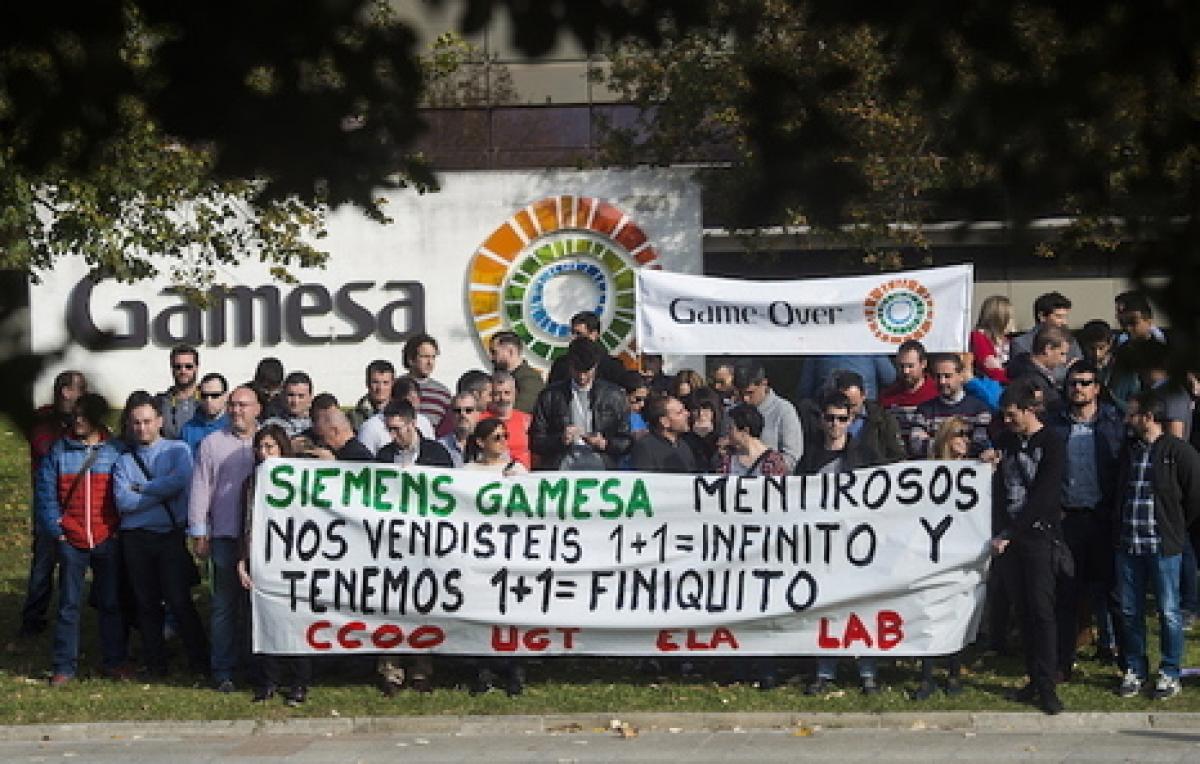 Gamesa
Game-Over
SIEMENS GAMESA MENTIROSOS
NOS VENDISTEIS 1+1=INFINITO Y
TENEMOS 1+1= FINIQUITO
CCOO UGT ELA LAB